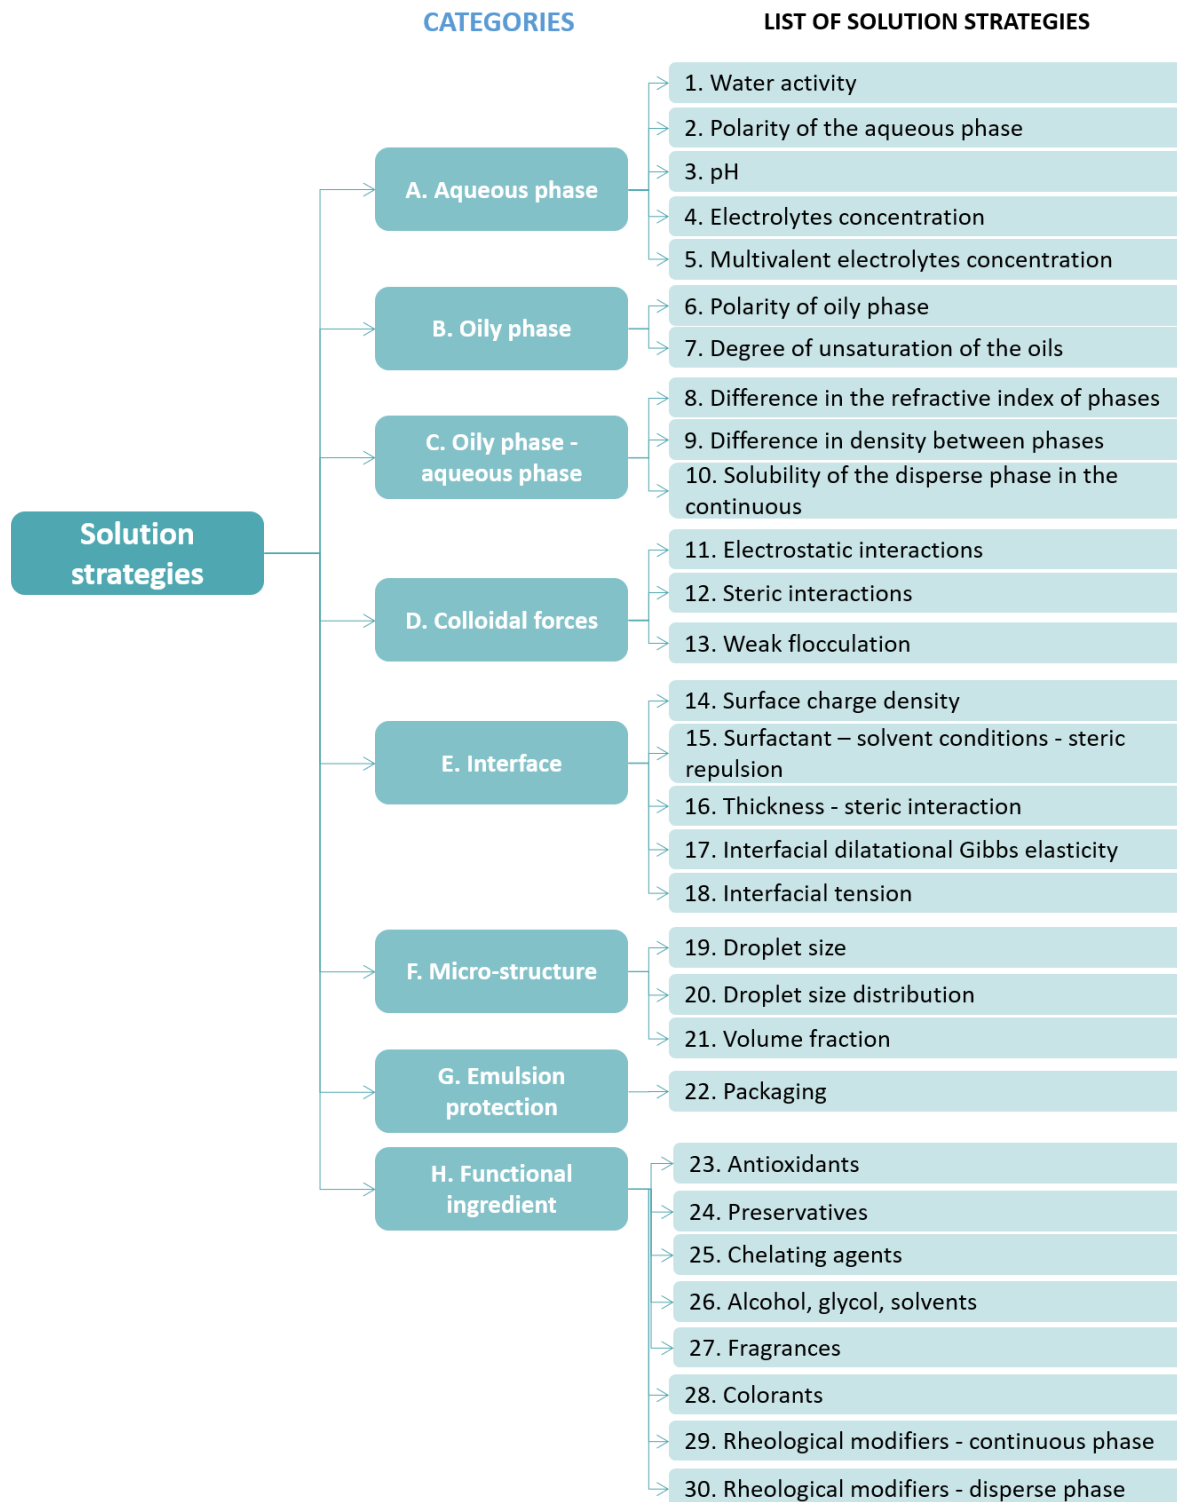 CATEGORIES
LIST OF SOLUTION STRATEGIES
Solution
strategies
A. Aqueous phase
1. Water activity
2. Polarity of the aqueous phase
3. pH
4. Electrolytes concentration
5. Multivalent electrolytes concentration
B. Oily phase
6. Polarity of oily phase
7. Degree of unsaturation of the oils
C. Oily phase -
aqueous phase
8. Difference in the refractive index of phases
9. Difference in density between phases
10. Solubility of the disperse phase in the
continuous
D. Colloidal forces
11. Electrostatic interactions
12. Steric interactions
13. Weak flocculation
E. Interface
14. Surface charge density
15. Surfactant – solvent conditions - steric
repulsion
16. Thickness - steric interaction
17. Interfacial dilatational Gibbs elasticity
18. Interfacial tension
F. Micro-structure
19. Droplet size
20. Droplet size distribution
21. Volume fraction
G. Emulsion
protection
22. Packaging
H. Functional
ingredient
23. Antioxidants
24. Preservatives
25. Chelating agents
26. Alcohol, glycol, solvents
27. Fragrances
28. Colorants
29. Rheological modifiers - continuous phase
30. Rheological modifiers - disperse phase